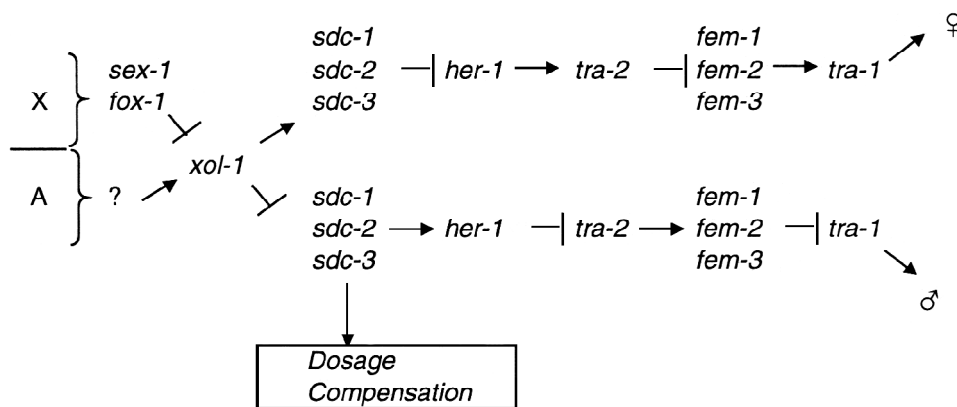 X
A
sex-1
fox-1
?
xol-1
sdc-1
sdc-2
sdc-3
her-1
tra-2
fem-1
fem-2
fem-3
tra-1
♀
sdc-1
sdc-2
sdc-3
her-1
tra-2
fem-1
fem-2
fem-3
tra-1
♂
Dosage
Compensation